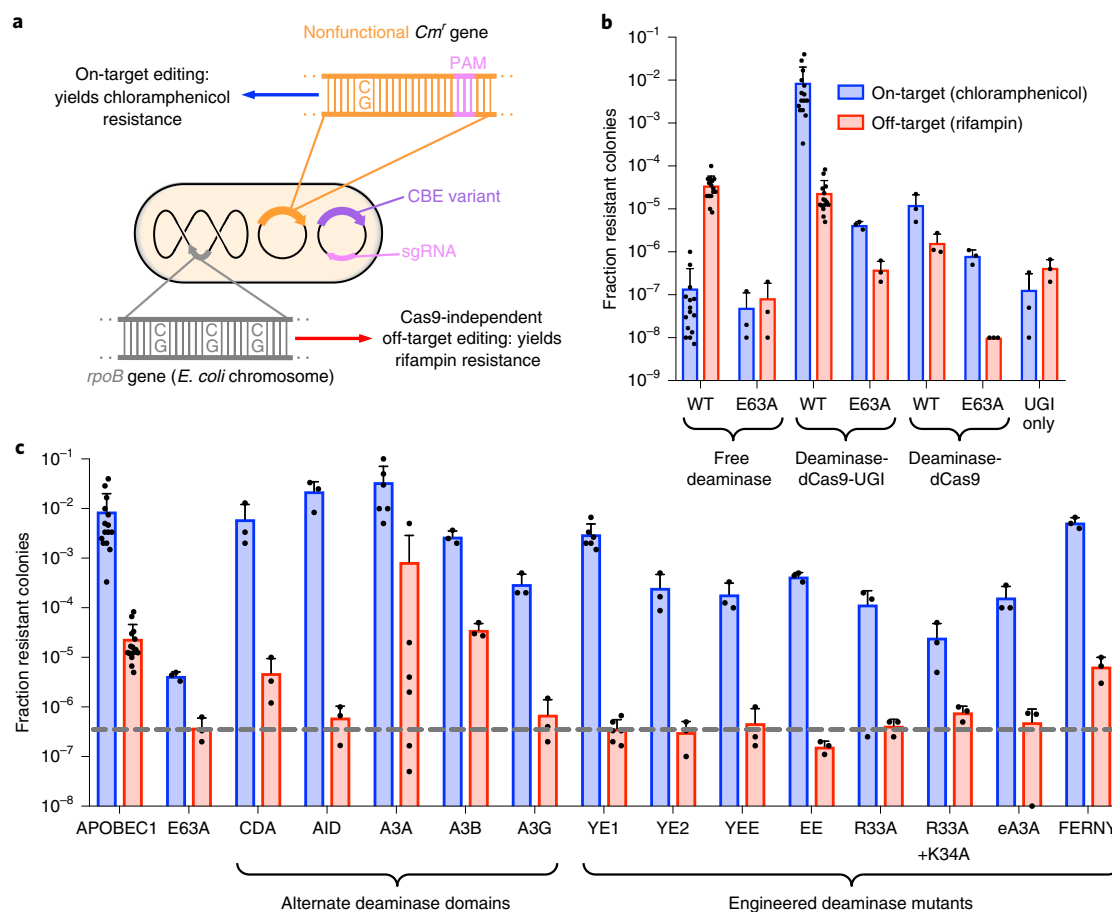 a
Nonfunctional Cmʳ gene
PAM
On-target editing:
yields chloramphenicol
resistance
C
G
CBE variant
sgRNA
C C C
G G G
rpoB gene (E. coli chromosome)
Cas9-independent
off-target editing: yields
rifampin resistance
b
Fraction resistant colonies
10⁻¹
10⁻²
10⁻³
10⁻⁴
10⁻⁵
10⁻⁶
10⁻⁷
10⁻⁸
10⁻⁹
On-target (chloramphenicol)
Off-target (rifampin)
WT E63A WT E63A WT E63A UGI
only
Free
deaminase
Deaminase-
dCas9-UGI
Deaminase-
dCas9
c
Fraction resistant colonies
10⁻¹
10⁻²
10⁻³
10⁻⁴
10⁻⁵
10⁻⁶
10⁻⁷
10⁻⁸
APOBEC1 E63A CDA AID A3A A3B A3G YE1 YE2 YEE EE R33A R33A eA3A FERNY
+K34A
Alternate deaminase domains
Engineered deaminase mutants